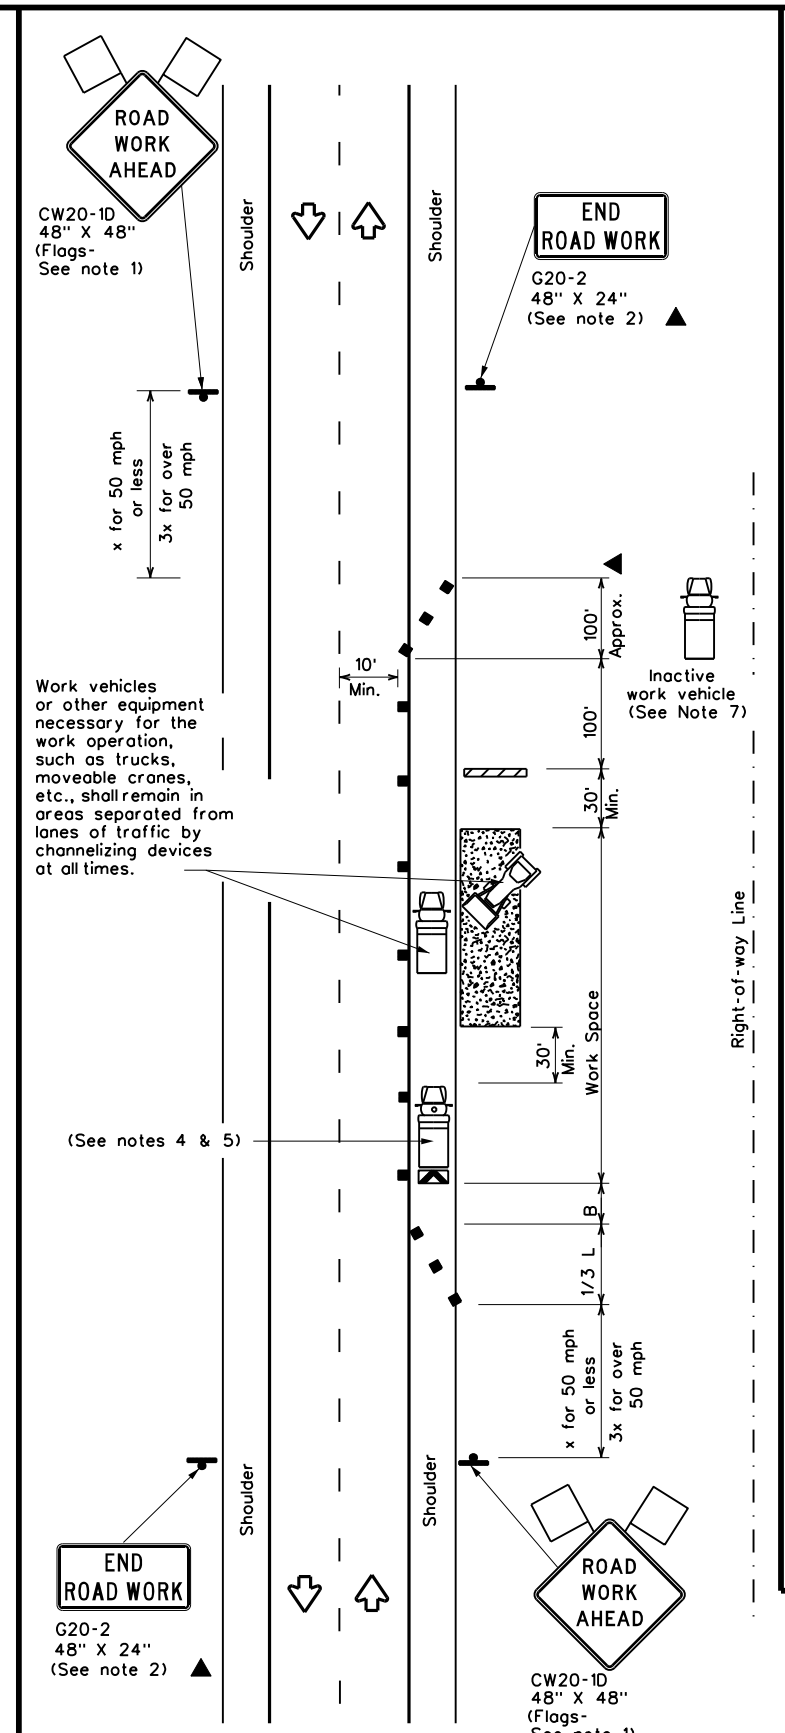 ROAD
WORK
AHEAD
CW20-1D
48" X 48"
(Flags-
See note 1)
Shoulder
Shoulder
END
ROAD WORK
G20-2
48" X 24"
(See note 2)
x for 50 mph
or less
3x for over
50 mph
100'
Approx.
Inactive
work vehicle
(See Note 7)
10'
Min.
100'
30'
Min.
Work vehicles
or other equipment
necessary for the
work operation,
such as trucks,
moveable cranes,
etc., shall remain in
areas separated from
lanes of traffic by
channelizing devices
at all times.
Right-of-way Line
Work Space
30'
Min.
(See notes 4 & 5)
B
1/3 L
x for 50 mph
or less
3x for over
50 mph
Shoulder
Shoulder
END
ROAD WORK
G20-2
48" X 24"
(See note 2)
ROAD
WORK
AHEAD
CW20-1D
48" X 48"
(Flags-
See note 1)